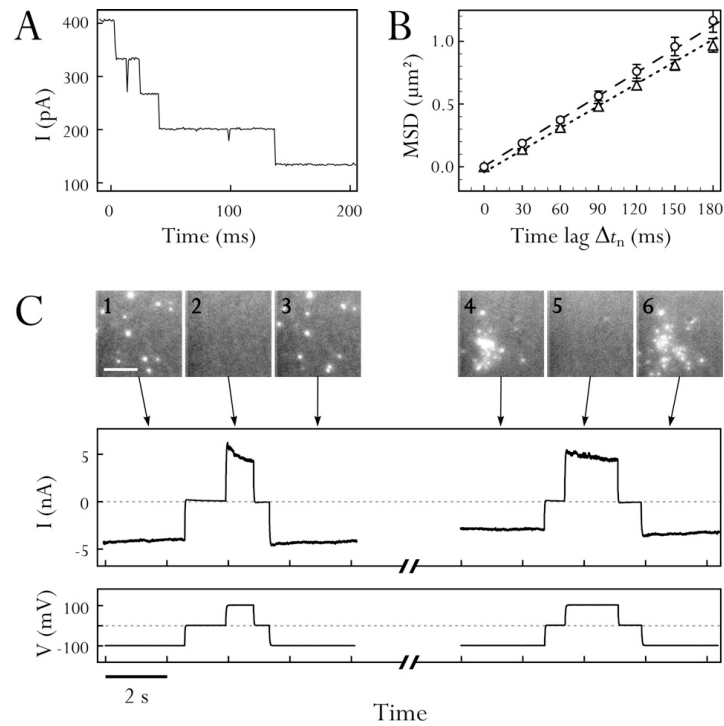 A
I (pA)
400
300
200
100
0 100 200
Time (ms)
B
MSD (μm²)
1.0
0.5
0.0
0 30 60 90 120 150 180
Time lag Δtn (ms)
C
1 2 3 4 5 6
I (nA)
5
0
-5
V (mV)
100
-100
2 s
Time